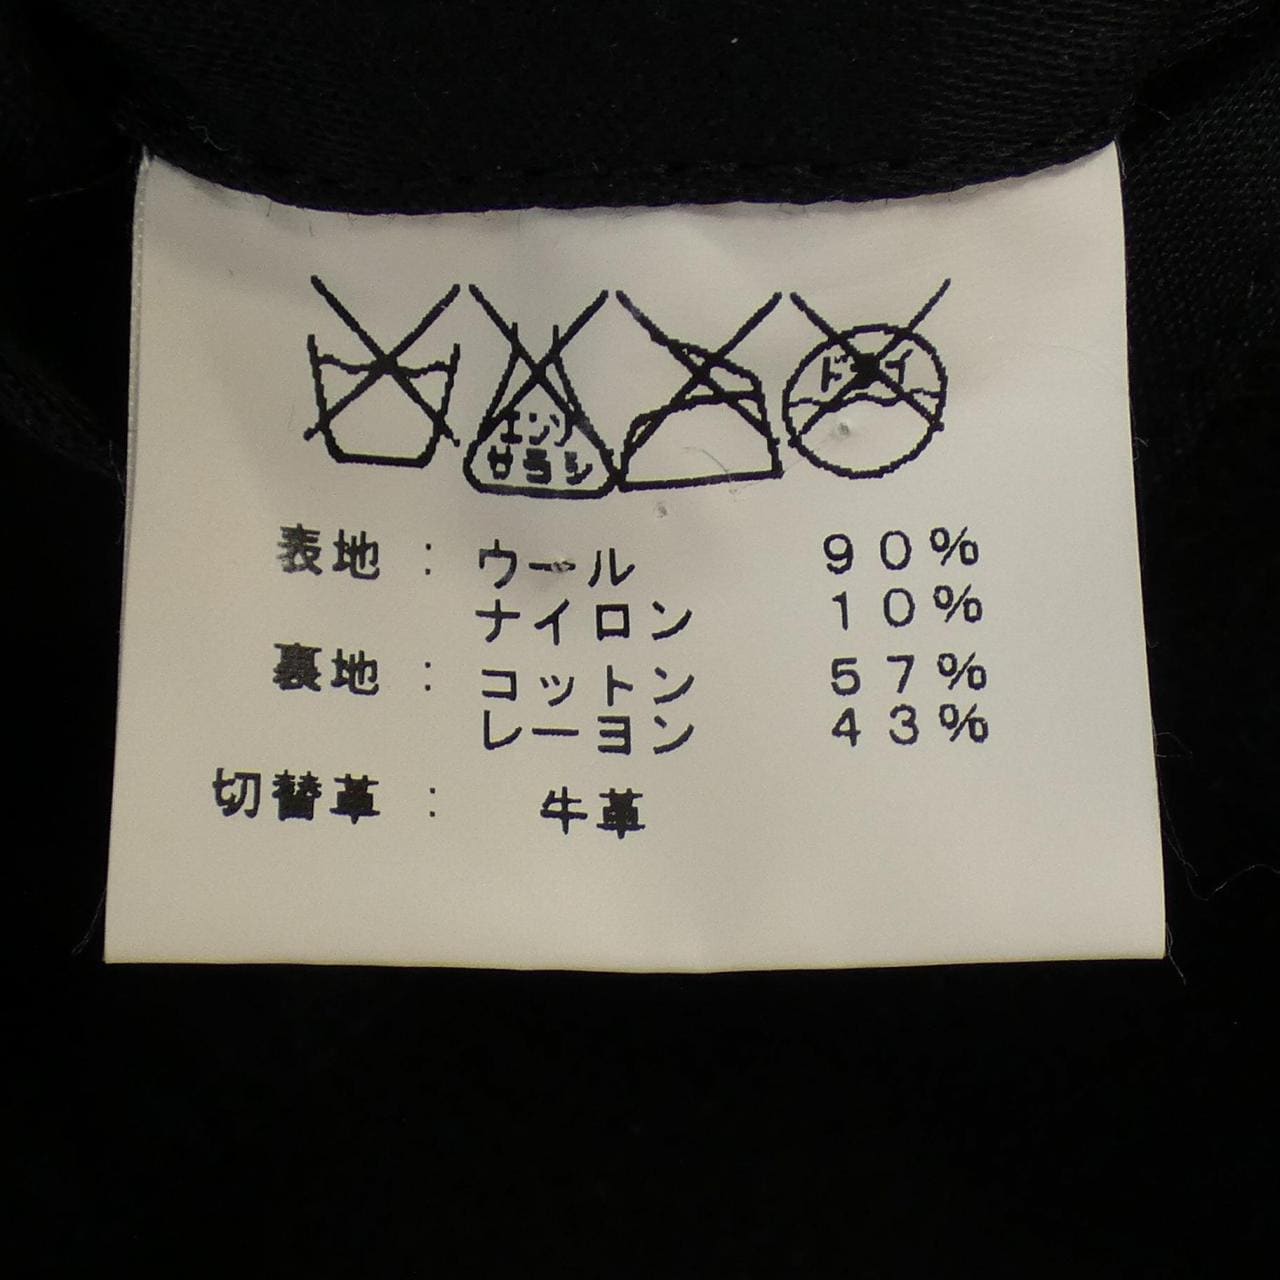 エンソ
サラシ
ドライ
表地 : ウール 90%
ナイロン 10%
裏地 : コットン 57%
レーヨン 43%
切替革 : 牛革